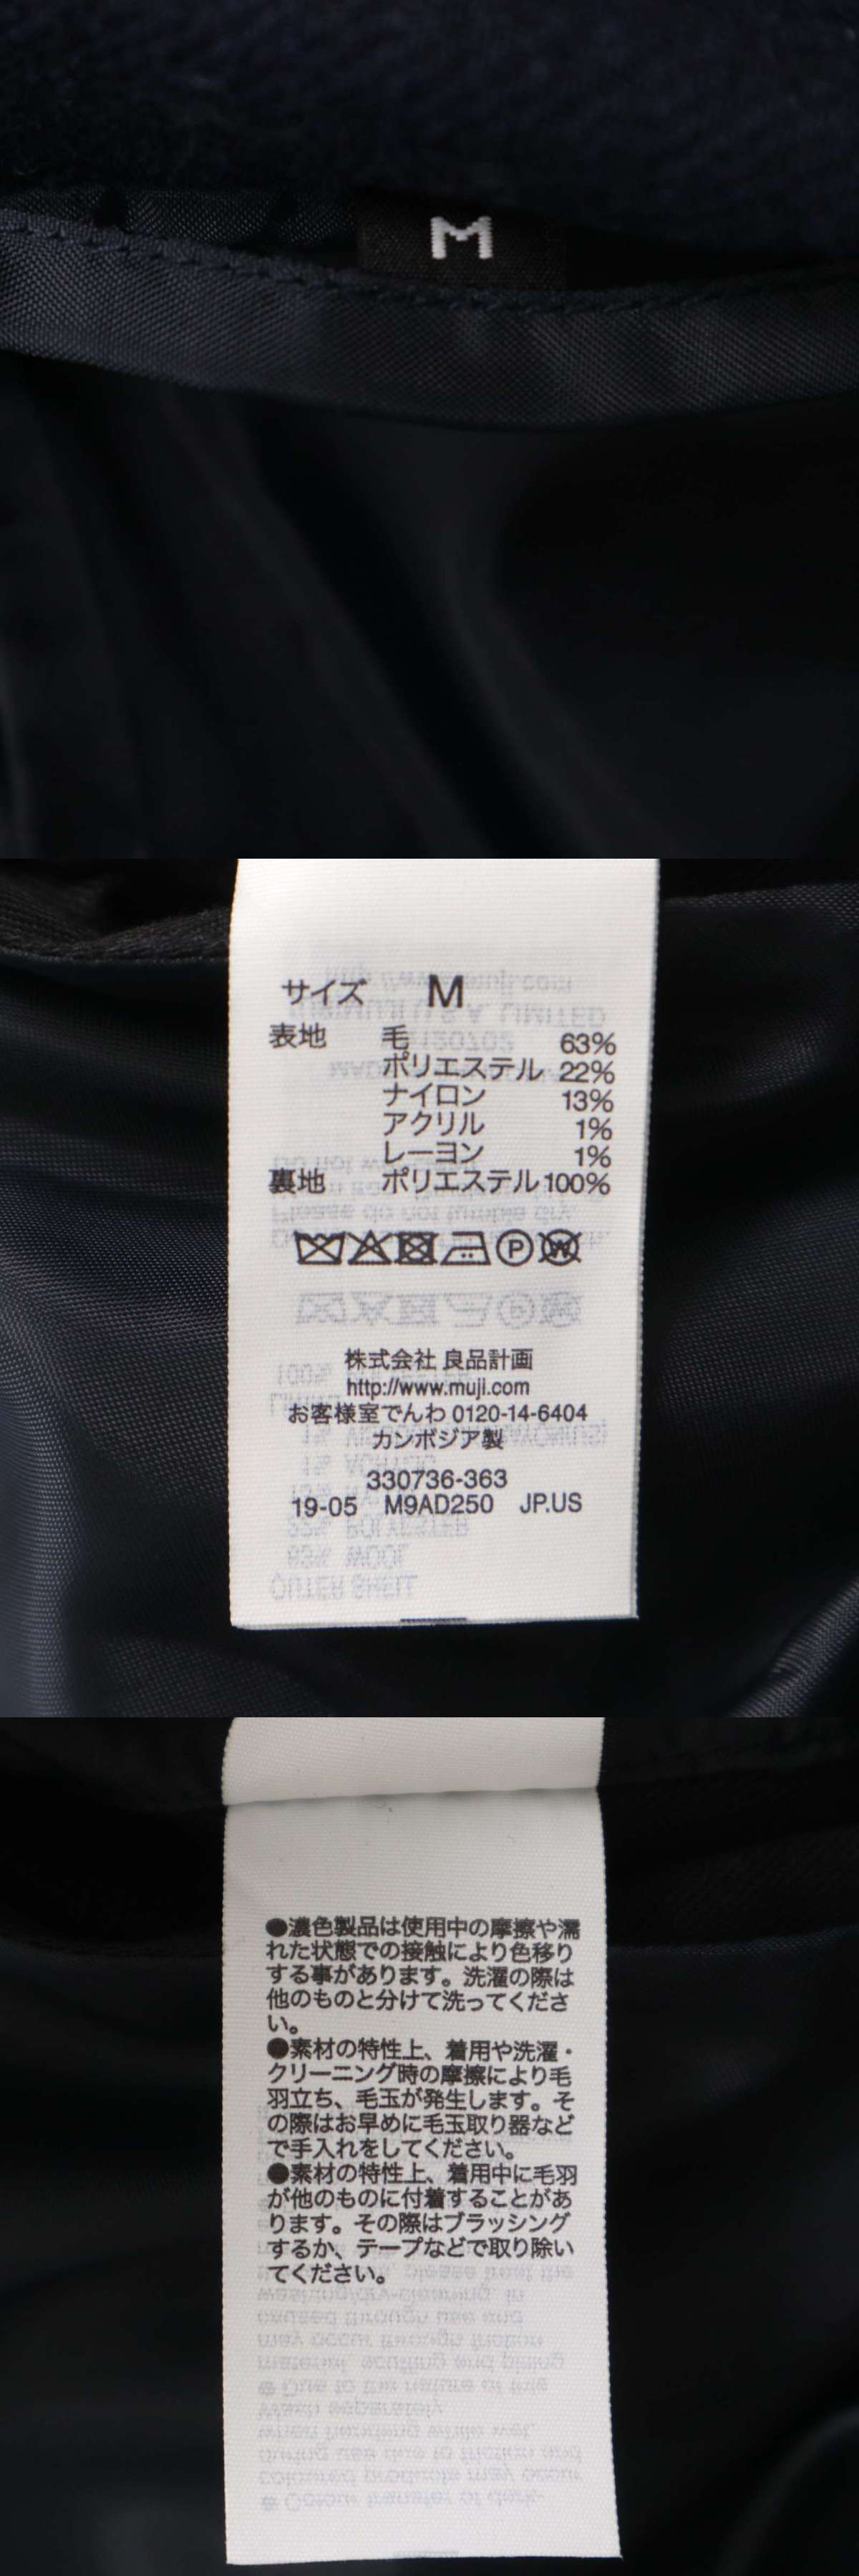 M
サイズ M
表地 毛 63%
ポリエステル 22%
ナイロン 13%
アクリル 1%
レーヨン 1%
裏地 ポリエステル 100%
P W
株式会社 良品計画
http://www.muji.com
お客様室でんわ 0120-14-6404
カンボジア製
330736-363
19-05 M9AD250 JP.US
●濃色製品は使用中の摩擦や濡
れた状態での接触により色移り
する事があります。洗濯の際は
他のものと分けて洗ってくださ
い。
●素材の特性上、着用や洗濯・
クリーニング時の摩擦により毛
羽立ち、毛玉が発生します。そ
の際はお早めに毛玉取り器など
で手入れをしてください。
●素材の特性上、着用中に毛羽
が他のものに付着することがあ
ります。その際はブラッシング
するか、テープなどで取り除い
てください。